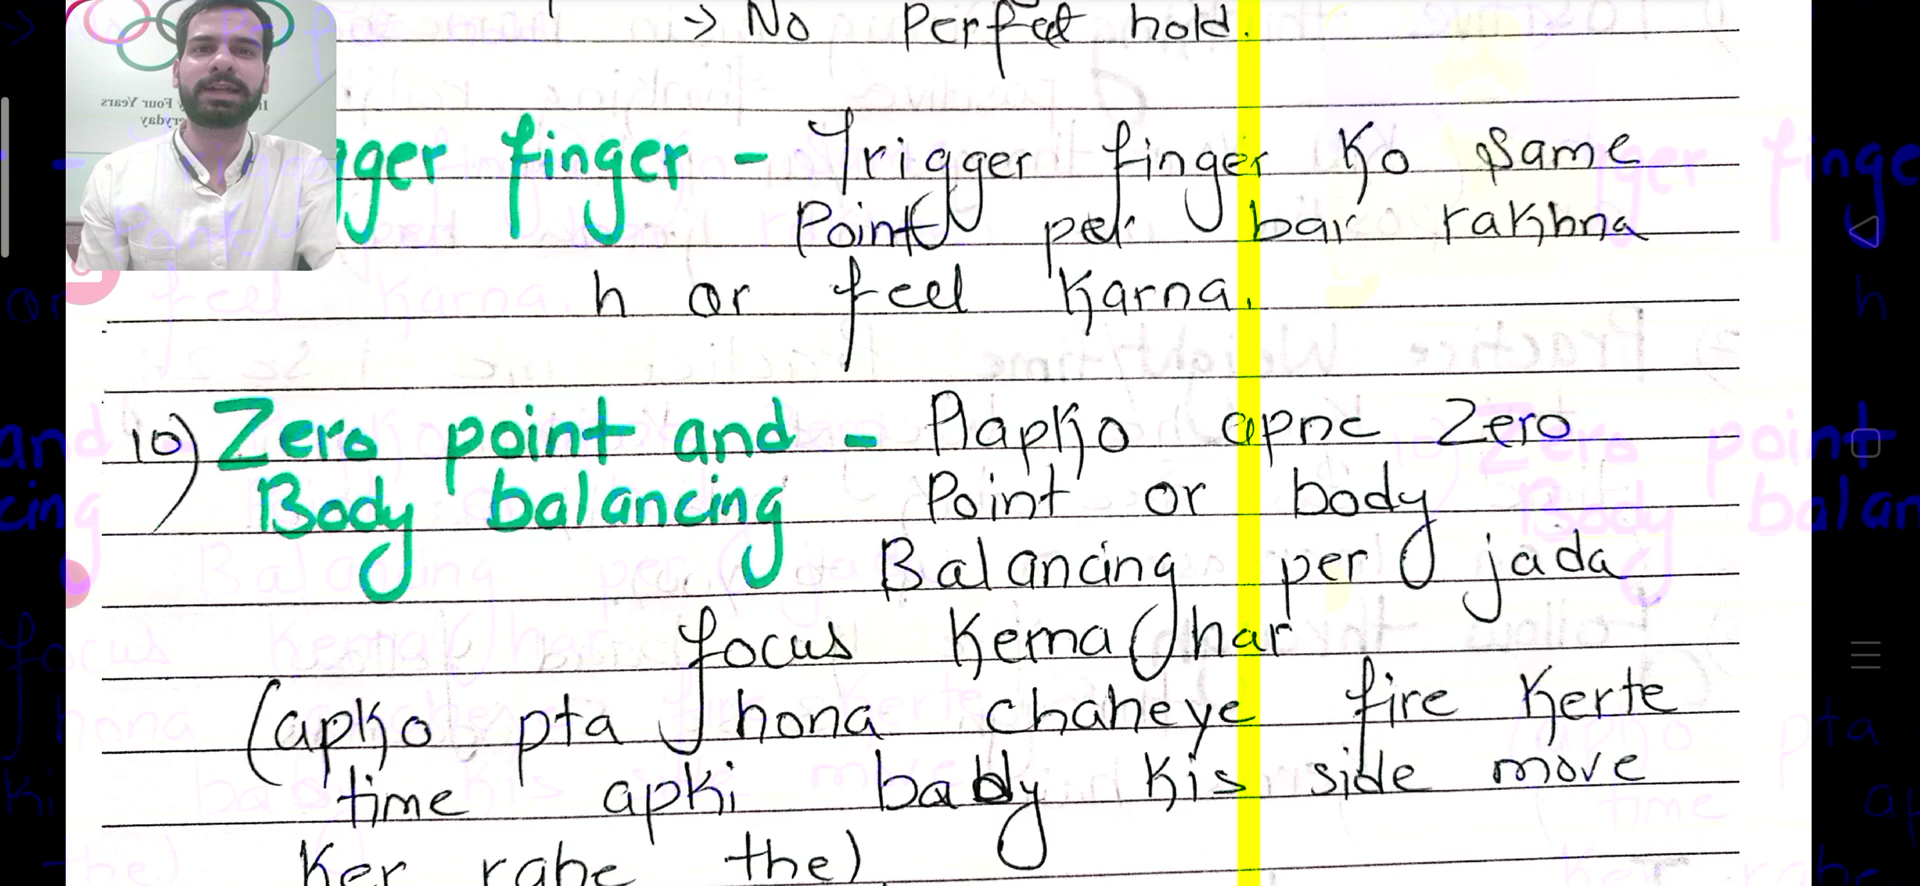 → No Perfect hold.
gger finger - Trigger finger Ko Same
Point per bar rakhna
h or feel Karna.
10) Zero point and - Aapko apne Zero
Body balancing Point or body
Balancing per jada
focus Kerna har
(apko pta hona chaheye fire Kerte
time apki body Kis side move
Ker rahe the)